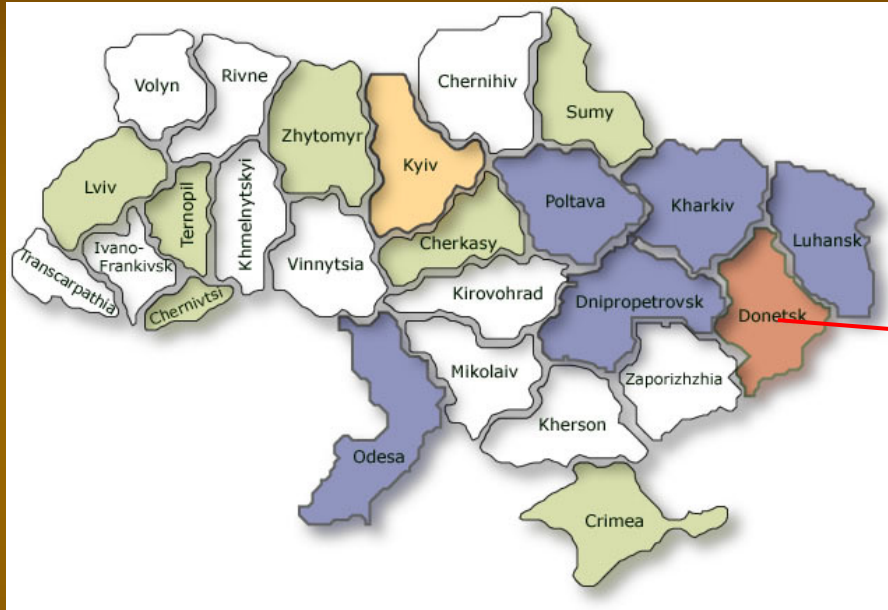 Volyn
Rivne
Chernihiv
Sumy
Zhytomyr
Kyiv
Lviv
Ternopil
Khmelnytskyi
Poltava
Kharkiv
Luhansk
Ivano-
Frankivsk
Transcarpathia
Chernivtsi
Vinnytsia
Cherkasy
Kirovohrad
Dnipropetrovsk
Donetsk
Mikolaiv
Zaporizhzhia
Odesa
Kherson
Crimea